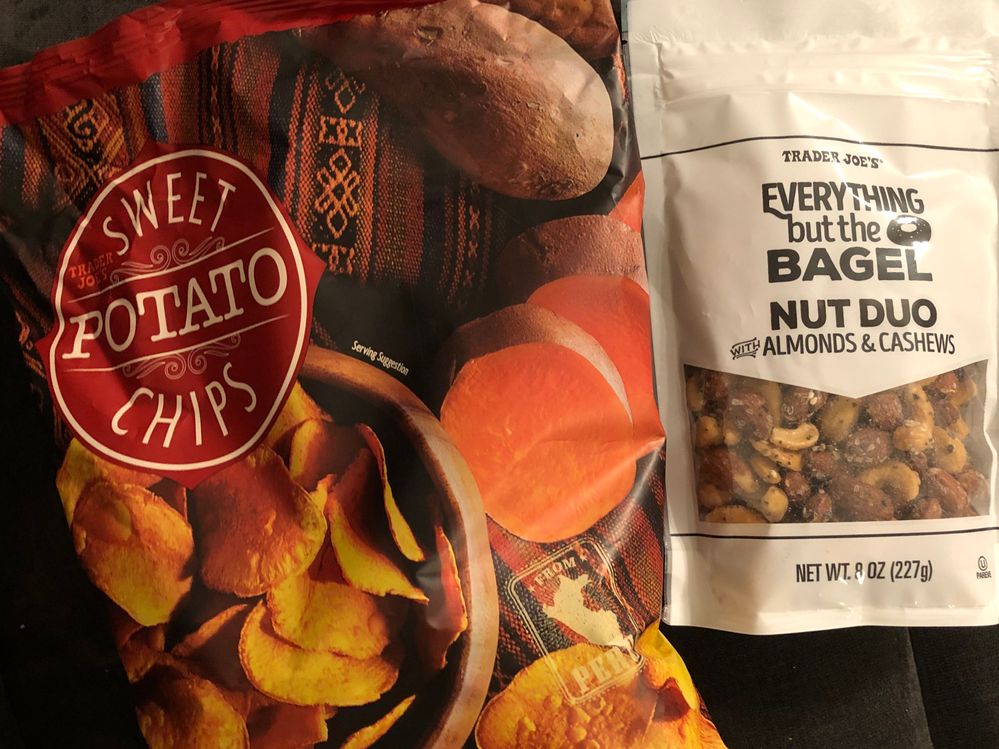 SWEET
TRADER
JOE'S
POTATO
CHIPS
Serving Suggestion
FROM
PERU
TRADER JOE'S
EVERYTHING
but the
BAGEL
NUT DUO
WITH ALMONDS & CASHEWS
NET WT. 8 OZ (227g)
U
PAREVE